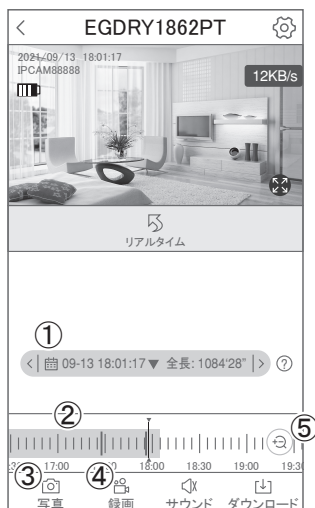 EGDRY1862PT
2021/09/13 18:01:17
IPCAM88888
12KB/s
リアルタイム
①
09-13 18:01:17▼ 全長: 1084'28"
②
⑤
17:00 18:00 18:30 19:00
③
④
写真 録画 サウンド ダウンロード